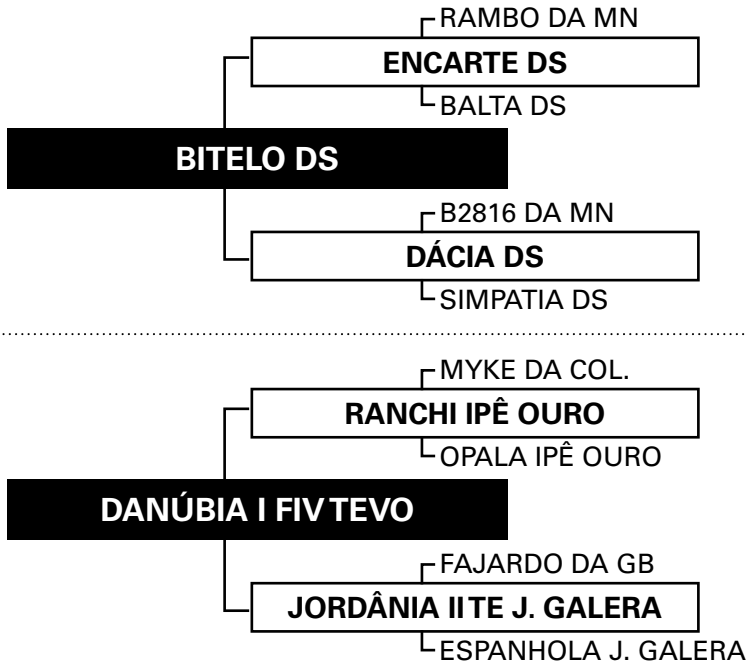 RAMBO DA MN
ENCARTE DS
BALTA DS
BITELO DS
B2816 DA MN
DÁCIA DS
SIMPATIA DS
MYKE DA COL.
RANCHI IPÊ OURO
OPALA IPÊ OURO
DANÚBIA I FIV TEVO
FAJARDO DA GB
JORDÂNIA II TE J. GALERA
ESPANHOLA J. GALERA